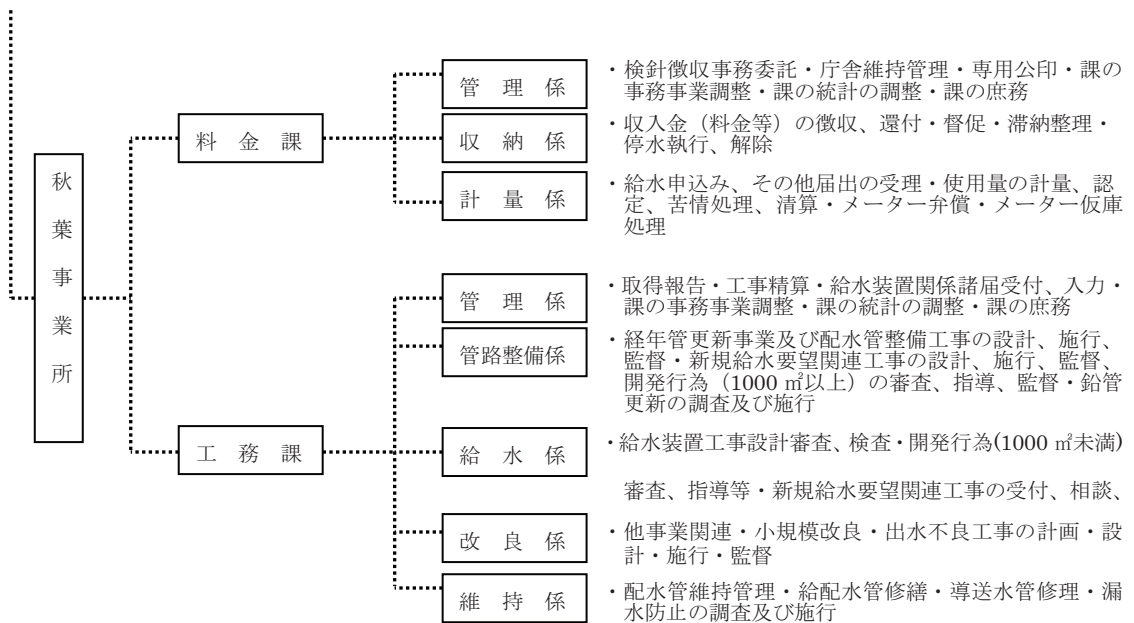 秋葉事業所
料金課
管理係
・検針徴収事務委託・庁舎維持管理・専用公印・課の
事務事業調整・課の統計の調整・課の庶務
収納係
・収入金（料金等）の徴収、還付・督促・滞納整理・
停水執行、解除
計量係
・給水申込み、その他届出の受理・使用量の計量、認
定、苦情処理、清算・メーター弁償・メーター仮庫
処理
工務課
管理係
・取得報告・工事精算・給水装置関係諸届受付、入力・
課の事務事業調整・課の統計の調整・課の庶務
管路整備係
・経年管更新事業及び配水管整備工事の設計、施行、
監督・新規給水要望関連工事の設計、施行、監督、
開発行為（1000 ㎡以上）の審査、指導、監督・鉛管
更新の調査及び施行
給水係
・給水装置工事設計審査、検査・開発行為(1000 ㎡未満)
審査、指導等・新規給水要望関連工事の受付、相談、
改良係
・他事業関連・小規模改良・出水不良工事の計画・設
計・施行・監督
維持係
・配水管維持管理・給配水管修繕・導送水管修理・漏
水防止の調査及び施行